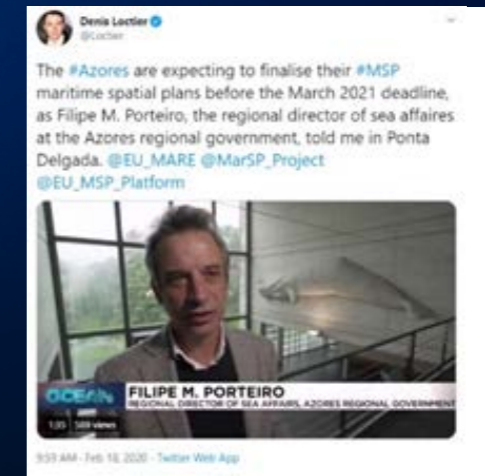 Denis Loctier
@Loctier
The #Azores are expecting to finalise their #MSP
maritime spatial plans before the March 2021 deadline,
as Filipe M. Porteiro, the regional director of sea affaires
at the Azores regional government, told me in Ponta
Delgada. @EU_MARE @MarSP_Project
@EU_MSP_Platform
OCEAN
FILIPE M. PORTEIRO
REGIONAL DIRECTOR OF SEA AFFAIRS, AZORES REGIONAL GOVERNMENT
1:35 569 views
9:59 AM · Feb 18, 2020 · Twitter Web App